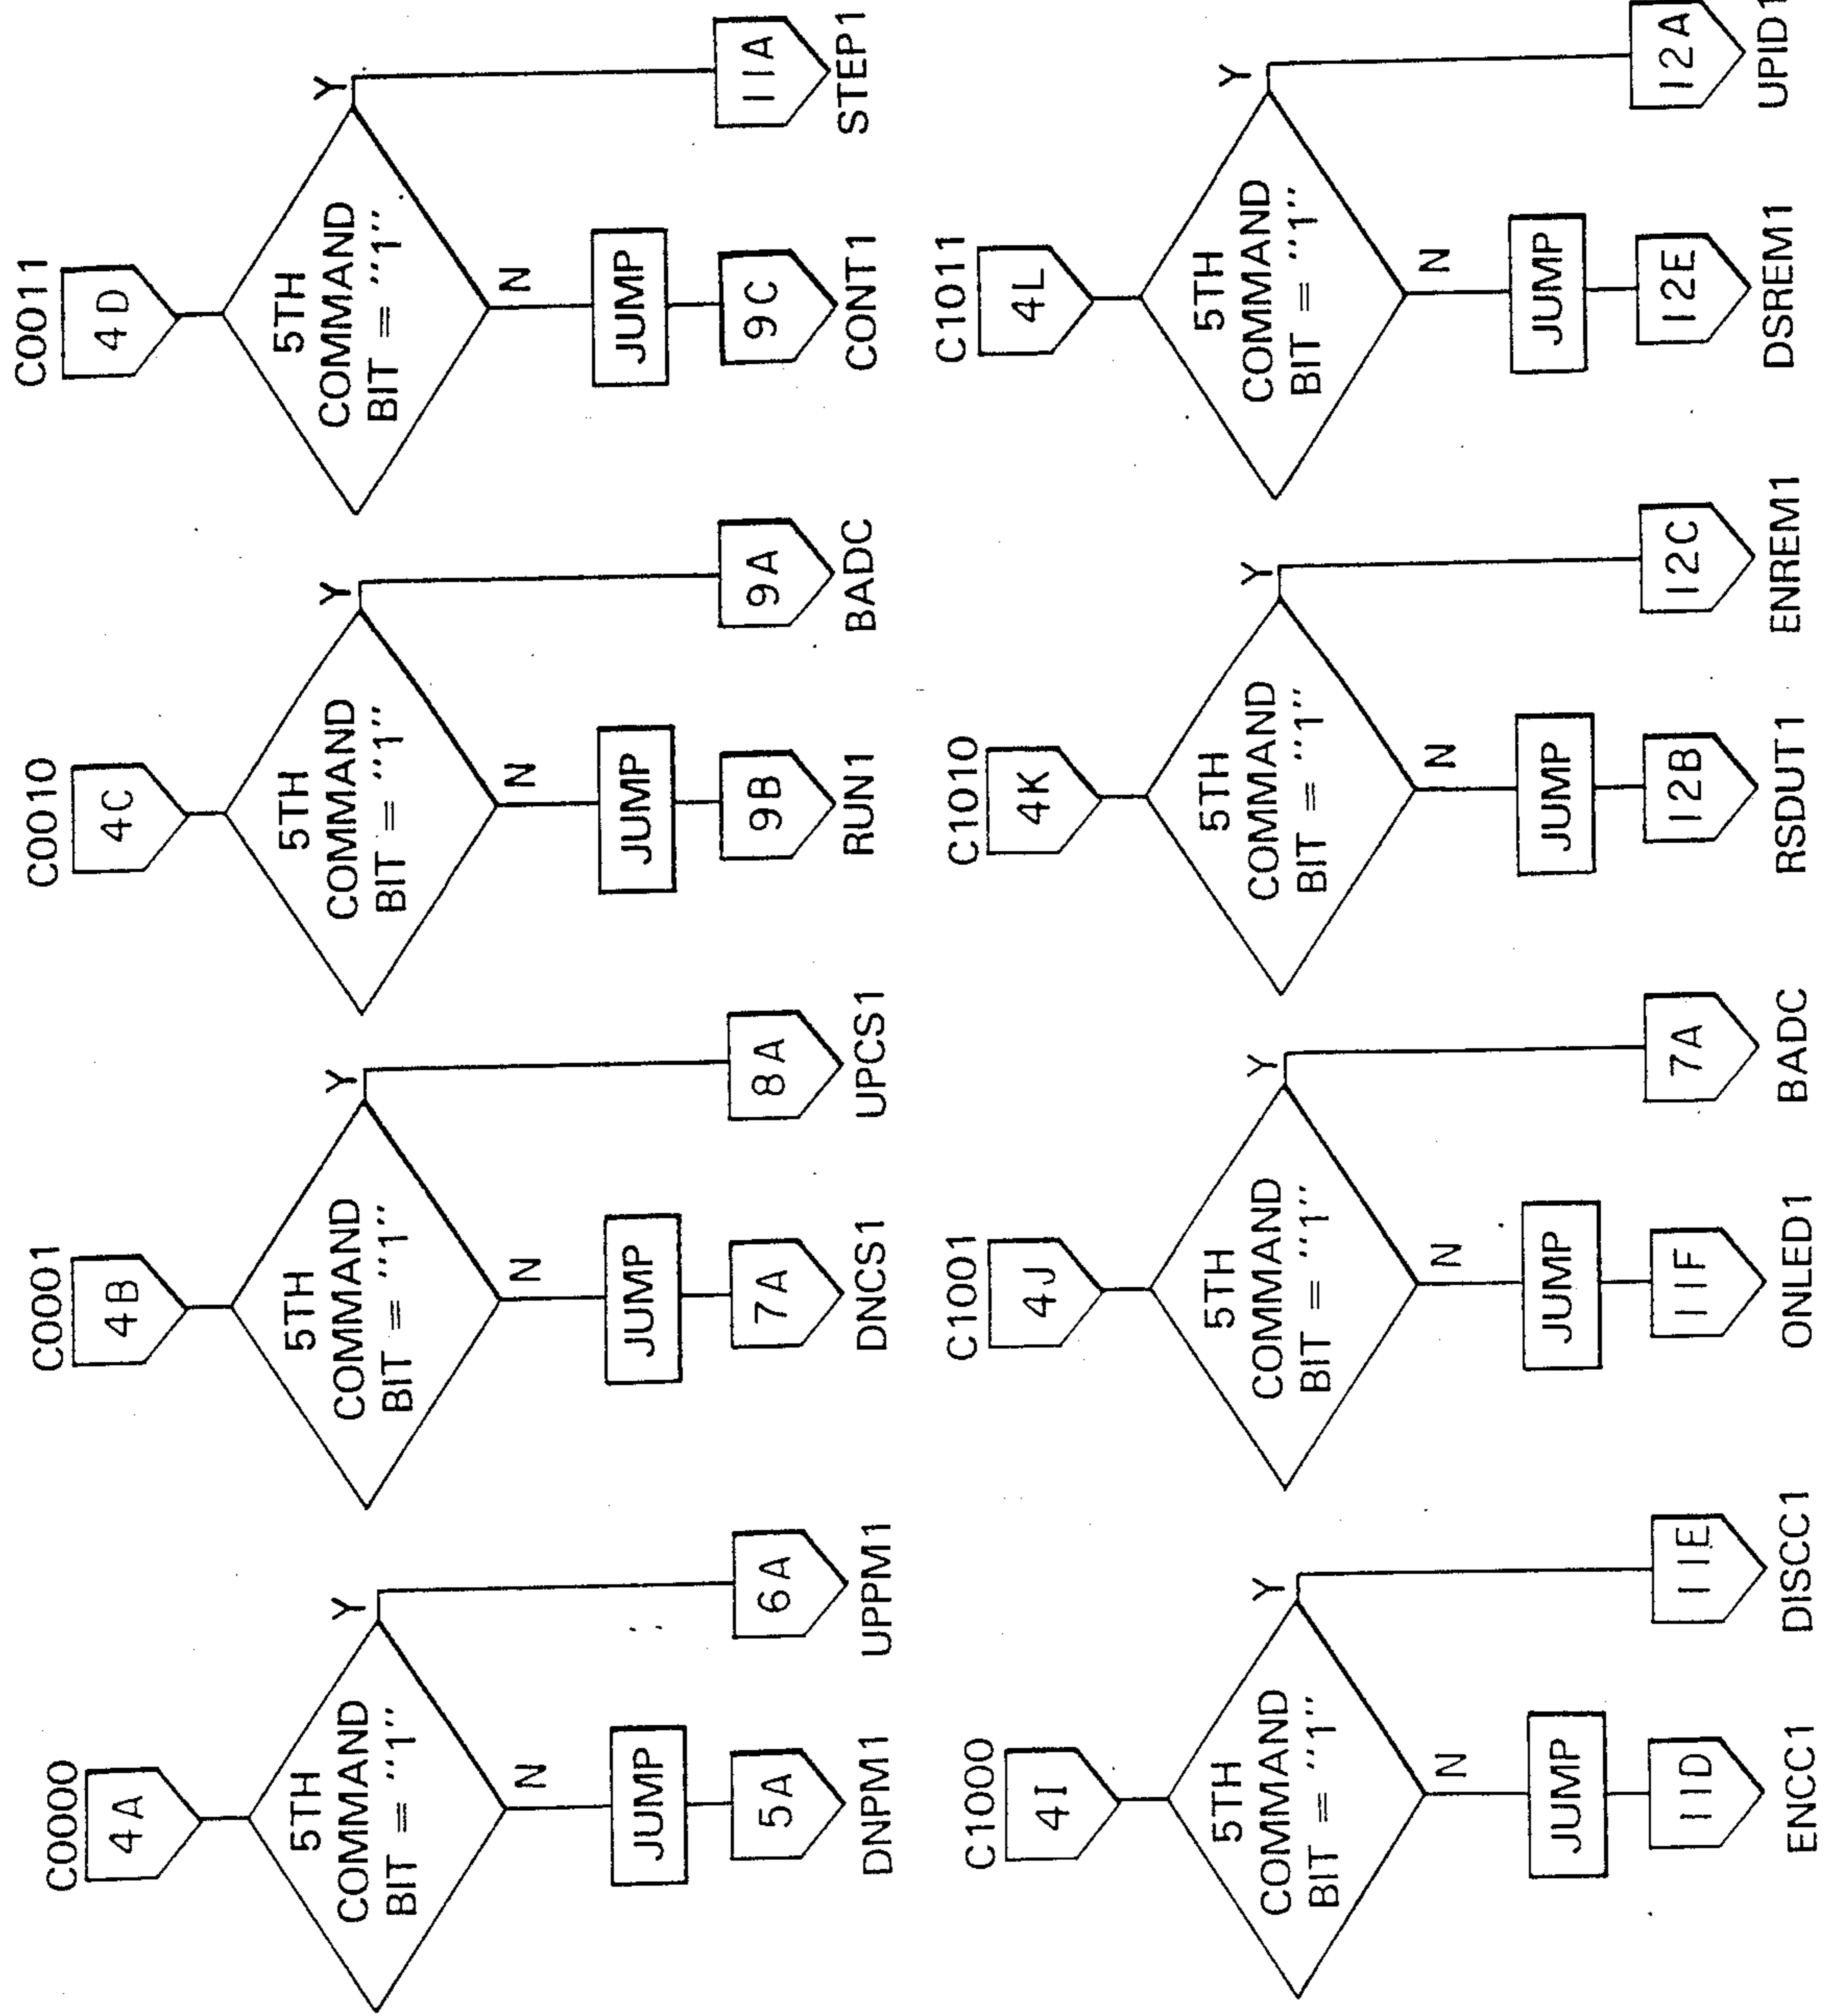 C0000
4A
5TH
COMMAND
BIT = "1"
Y
N
JUMP
5A
DNPM1
6A
UPPM1
C0001
4B
5TH
COMMAND
BIT = "1"
Y
N
JUMP
7A
DNCS1
8A
UPCS1
C0010
4C
5TH
COMMAND
BIT = "1"
Y
N
JUMP
9B
RUN1
9A
BADC
C0011
4D
5TH
COMMAND
BIT = "1"
Y
N
JUMP
9C
CONT1
11A
STEP1
C1000
4I
5TH
COMMAND
BIT = "1"
Y
N
JUMP
11D
ENCC1
11E
DISCC1
C1001
4J
5TH
COMMAND
BIT = "1"
Y
N
JUMP
11F
ONLED1
7A
BADC
C1010
4K
5TH
COMMAND
BIT = "1"
Y
N
JUMP
12B
RSDUT1
12C
ENREM1
C1011
4L
5TH
COMMAND
BIT = "1"
Y
N
JUMP
12E
DSREM1
12A
UPID1